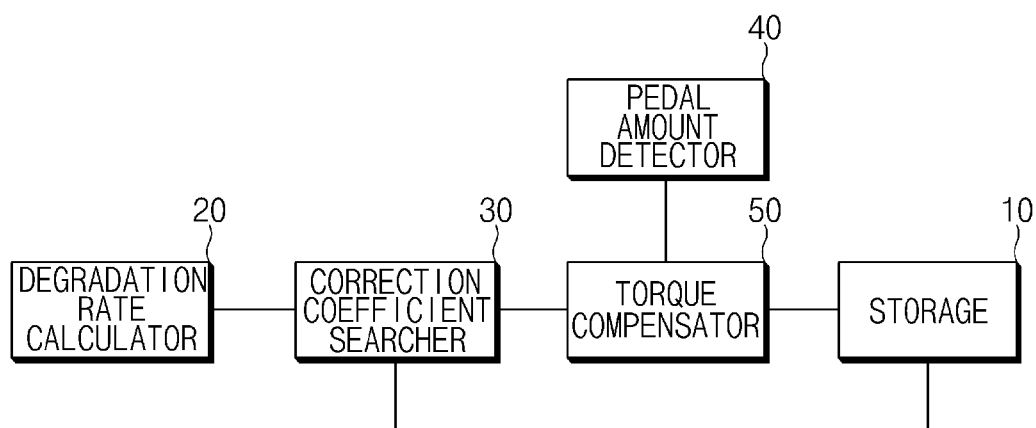 40
PEDAL
AMOUNT
DETECTOR
20
30
50
10
DEGRADATION
RATE
CALCULATOR
CORRECTION
COEFFICIENT
SEARCHER
TORQUE
COMPENSATOR
STORAGE